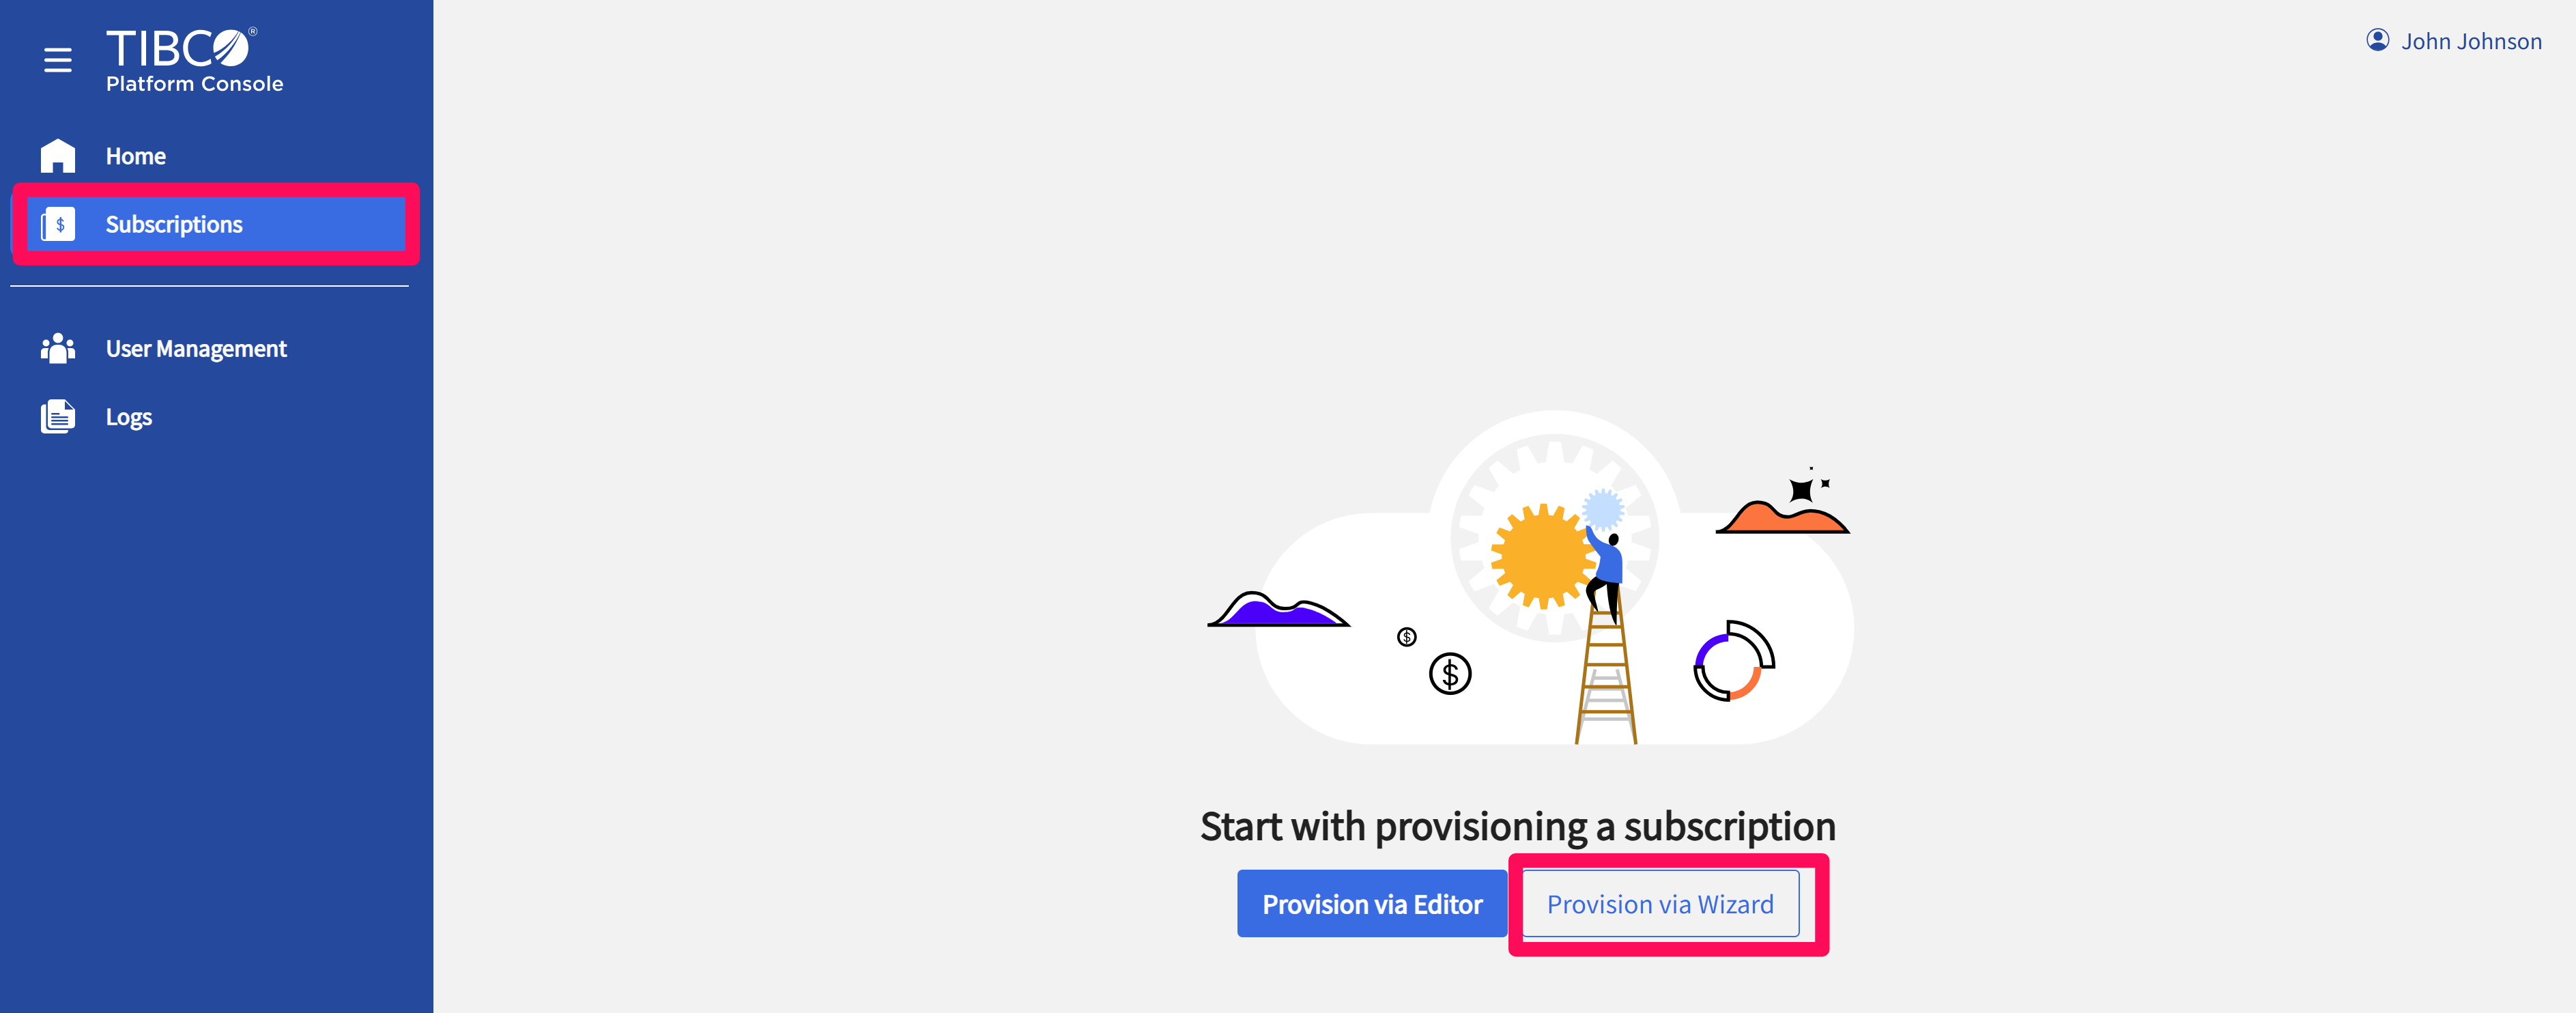 TIBCO®
Platform Console
John Johnson
Home
$ Subscriptions
User Management
Logs
$
$
Start with provisioning a subscription
Provision via Editor
Provision via Wizard